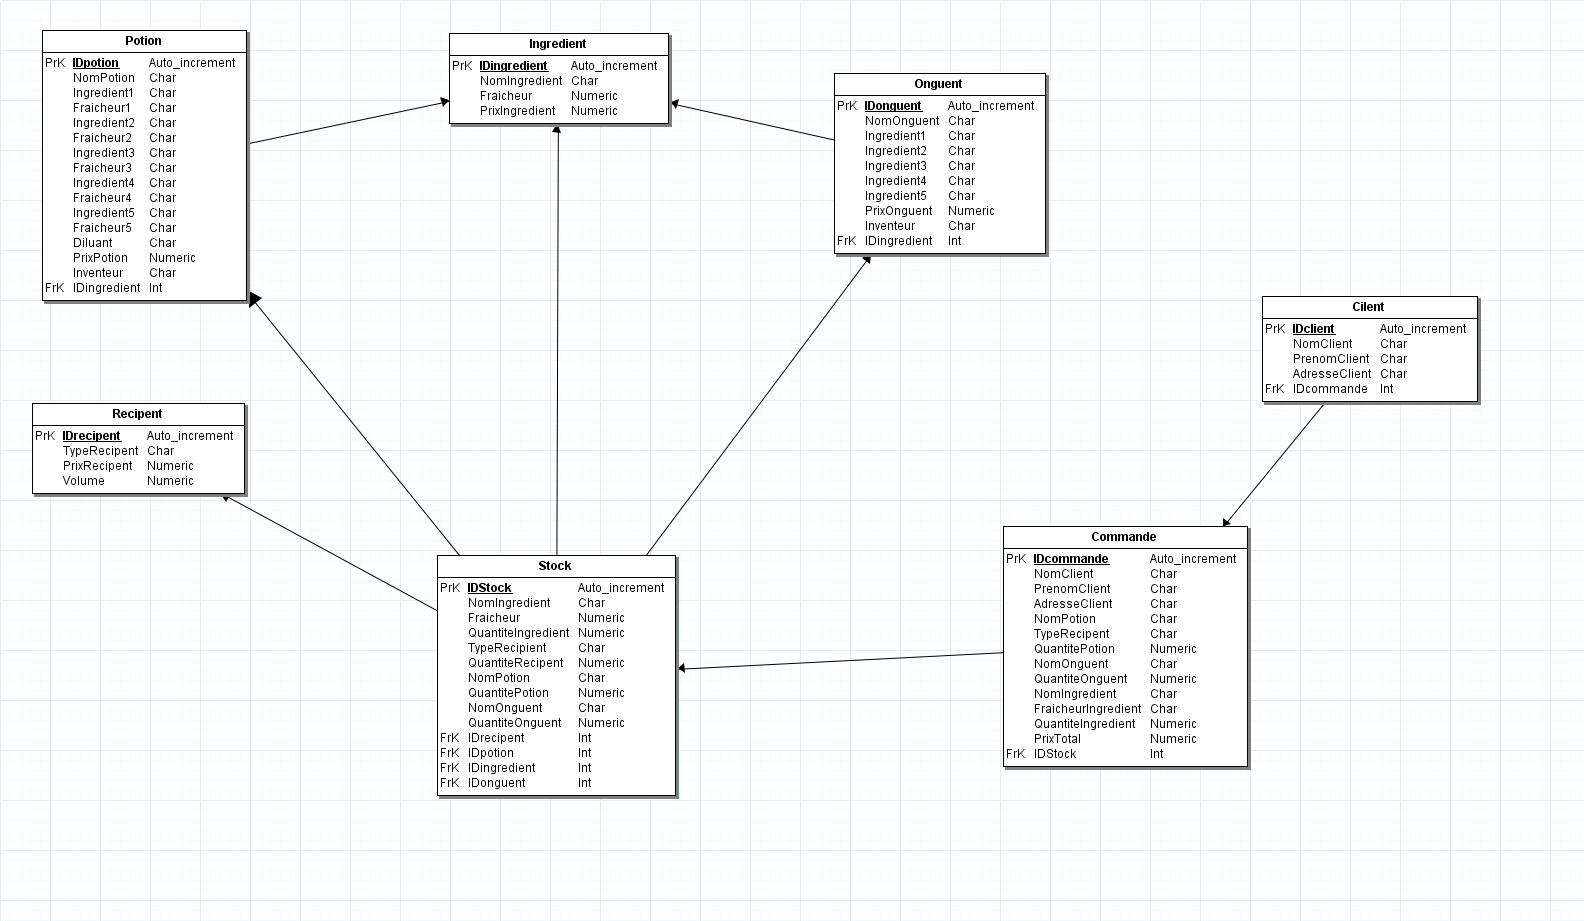 Potion
PrK IDpotion Auto_increment
NomPotion Char
Ingredient1 Char
Fraicheur1 Char
Ingredient2 Char
Fraicheur2 Char
Ingredient3 Char
Fraicheur3 Char
Ingredient4 Char
Fraicheur4 Char
Ingredient5 Char
Fraicheur5 Char
Diluant Char
PrixPotion Numeric
Inventeur Char
FrK IDingredient Int
Ingredient
PrK IDingredient Auto_increment
NomIngredient Char
Fraicheur Numeric
PrixIngredient Numeric
Onguent
PrK IDonguent Auto_increment
NomOnguent Char
Ingredient1 Char
Ingredient2 Char
Ingredient3 Char
Ingredient4 Char
Ingredient5 Char
PrixOnguent Numeric
Inventeur Char
FrK IDingredient Int
Cilent
PrK IDclient Auto_increment
NomClient Char
PrenomClient Char
AdresseClient Char
FrK IDcommande Int
Recipent
PrK IDrecipent Auto_increment
TypeRecipent Char
PrixRecipent Numeric
Volume Numeric
Stock
PrK IDStock Auto_increment
NomIngredient Char
Fraicheur Numeric
QuantiteIngredient Numeric
TypeRecipient Char
QuantiteRecipent Numeric
NomPotion Char
QuantitePotion Numeric
NomOnguent Char
QuantiteOnguent Numeric
FrK IDrecipent Int
FrK IDpotion Int
FrK IDingredient Int
FrK IDonguent Int
Commande
PrK IDcommande Auto_increment
NomClient Char
PrenomClient Char
AdresseClient Char
NomPotion Char
TypeRecipent Char
QuantitePotion Numeric
NomOnguent Char
QuantiteOnguent Numeric
NomIngredient Char
FraicheurIngredient Char
QuantiteIngredient Numeric
PrixTotal Numeric
FrK IDStock Int